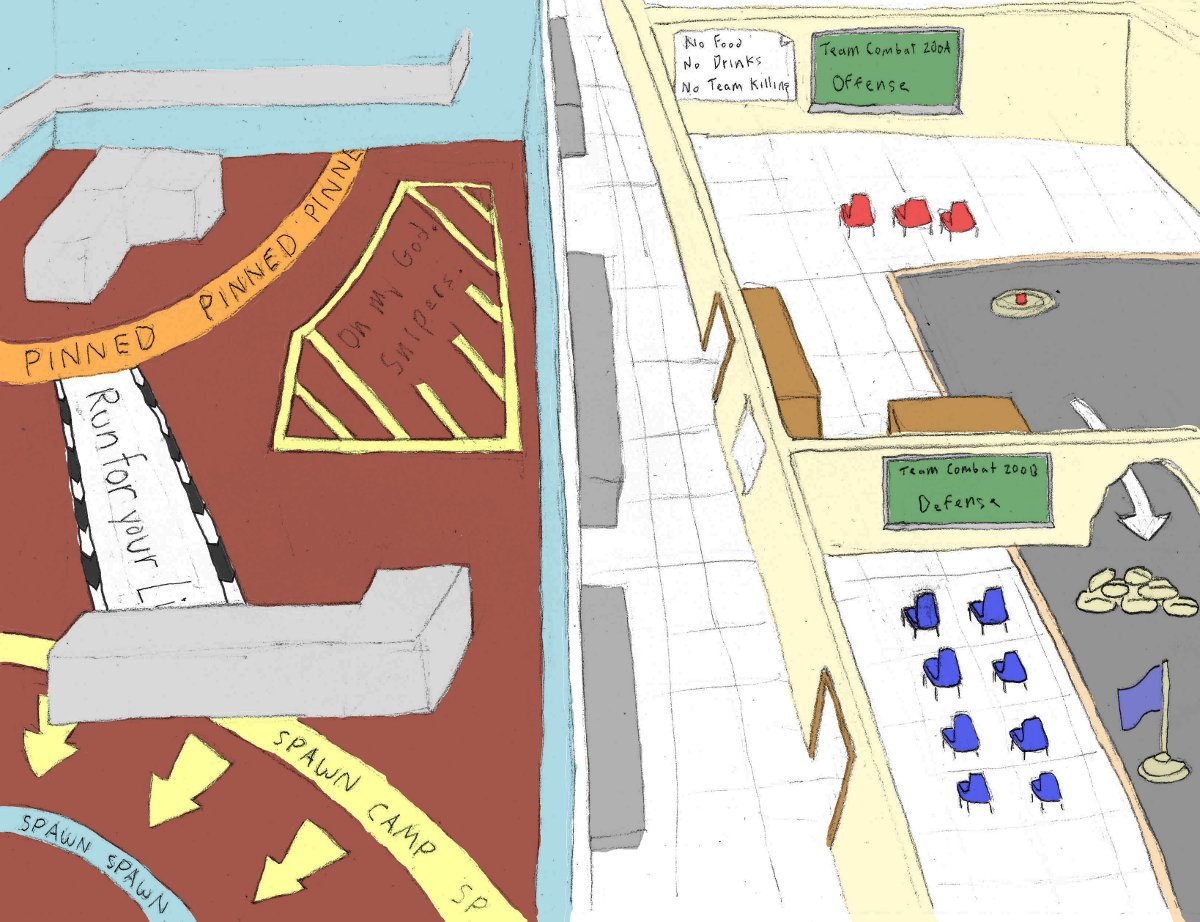 PINNED PINNED PINNE
Oh My God.
Snipers.
Run for your Li
SPAWN CAMP SP
SPAWN SPAWN
No Food
No Drinks
No Team Killing
Team Combat 200A
Offense
Team Combat 200B
Defense